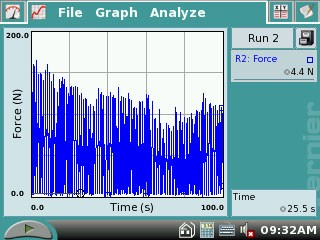 File Graph Analyze
Run 2
R2: Force
4.4 N
200.0
Force (N)
0.0
0.0
Time (s)
100.0
Time
25.5 s
09:32AM